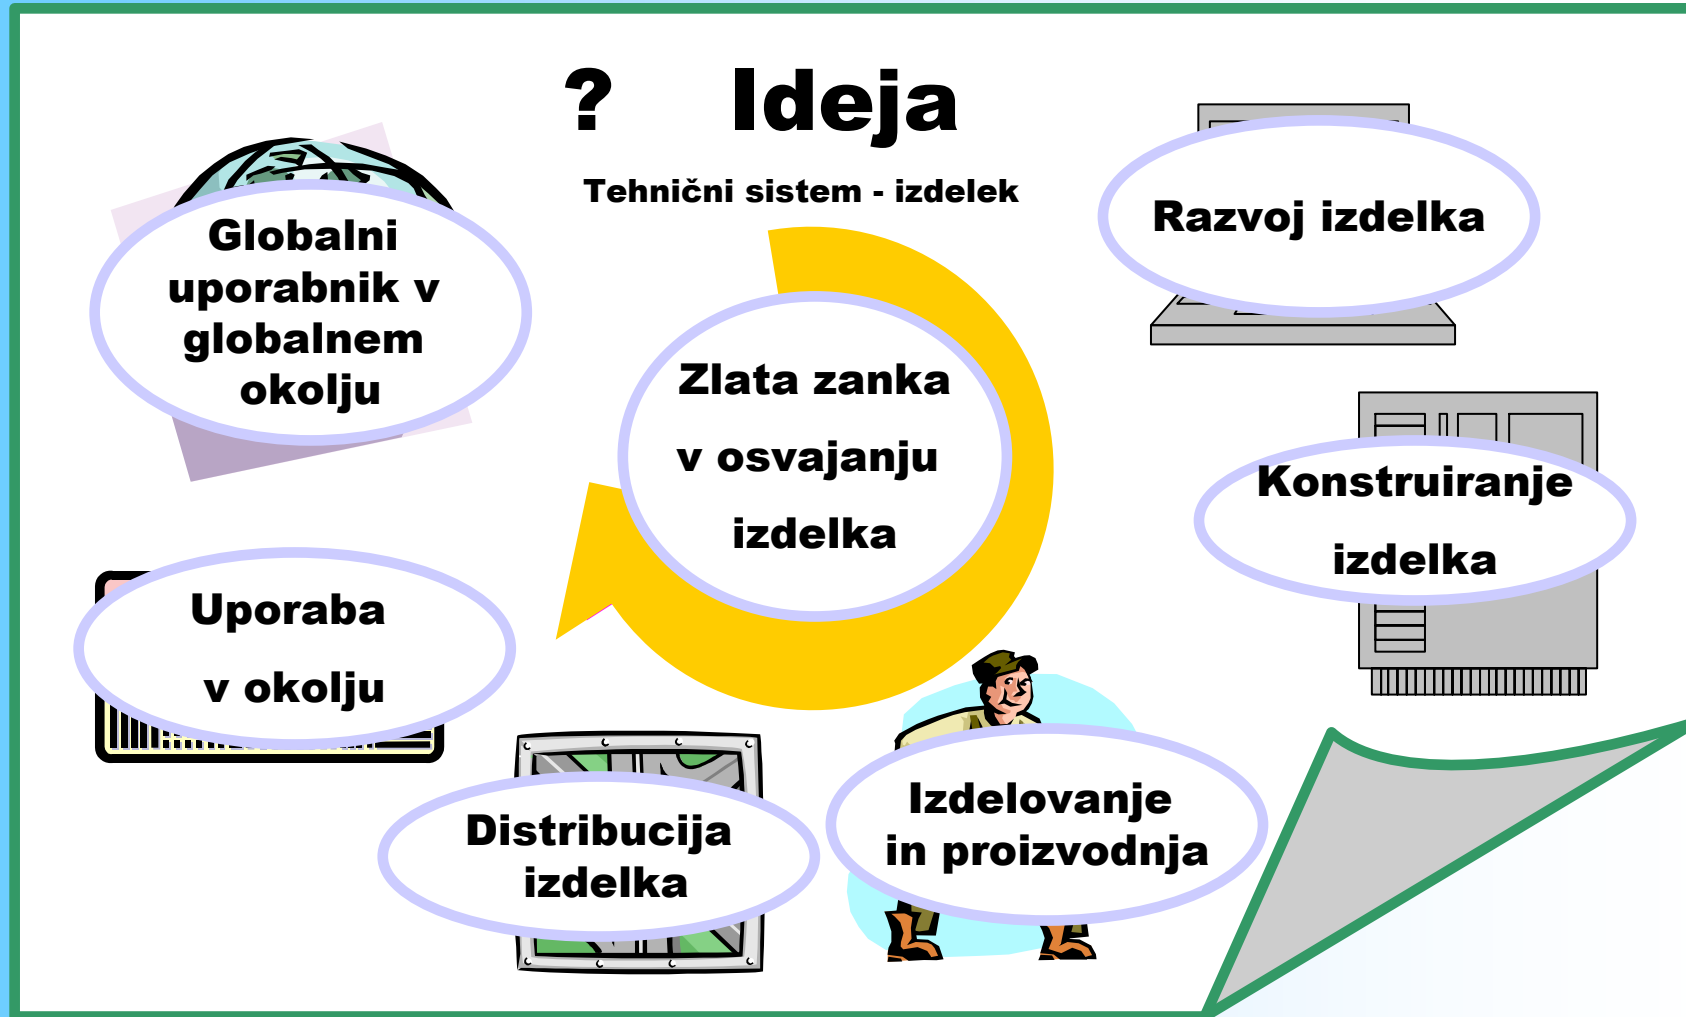 ? Ideja
Tehnični sistem - izdelek
Globalni
uporabnik v
globalnem
okolju
Razvoj izdelka
Zlata zanka
v osvajanju
izdelka
Konstruiranje
izdelka
Uporaba
v okolju
Distribucija
izdelka
Izdelovanje
in proizvodnja